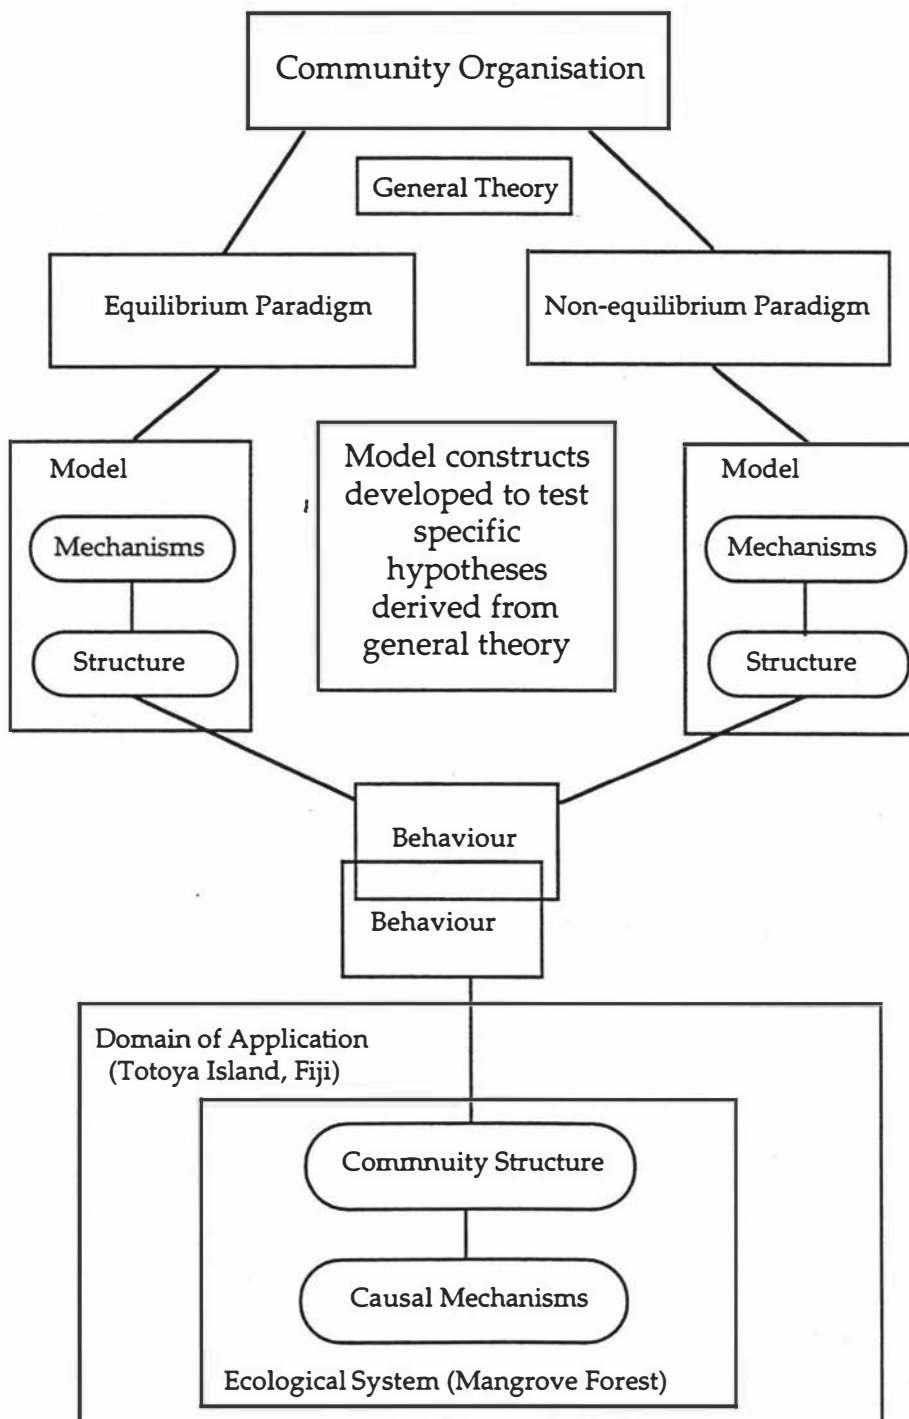 Community Organisation
General Theory
Equilibrium Paradigm
Non-equilibrium Paradigm
Model
Mechanisms
Structure
Model constructs
developed to test
specific
hypotheses
derived from
general theory
Model
Mechanisms
Structure
Behaviour
Behaviour
Domain of Application
(Totoya Island, Fiji)
Commnuity Structure
Causal Mechanisms
Ecological System (Mangrove Forest)